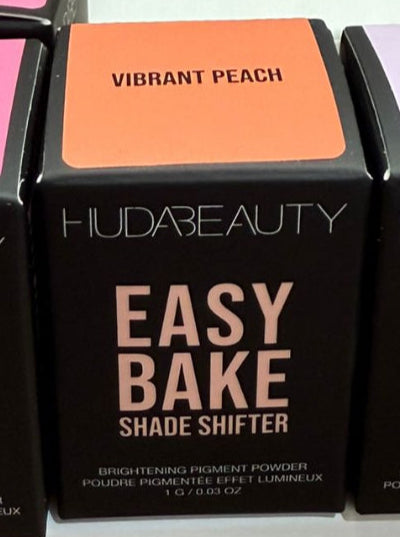 VIBRANT PEACH
HUDABEAUTY
EASY
BAKE
SHADE SHIFTER
BRIGHTENING PIGMENT POWDER
POUDRE PIGMENTÉE EFFET LUMINEUX
1 G / 0.03 OZ